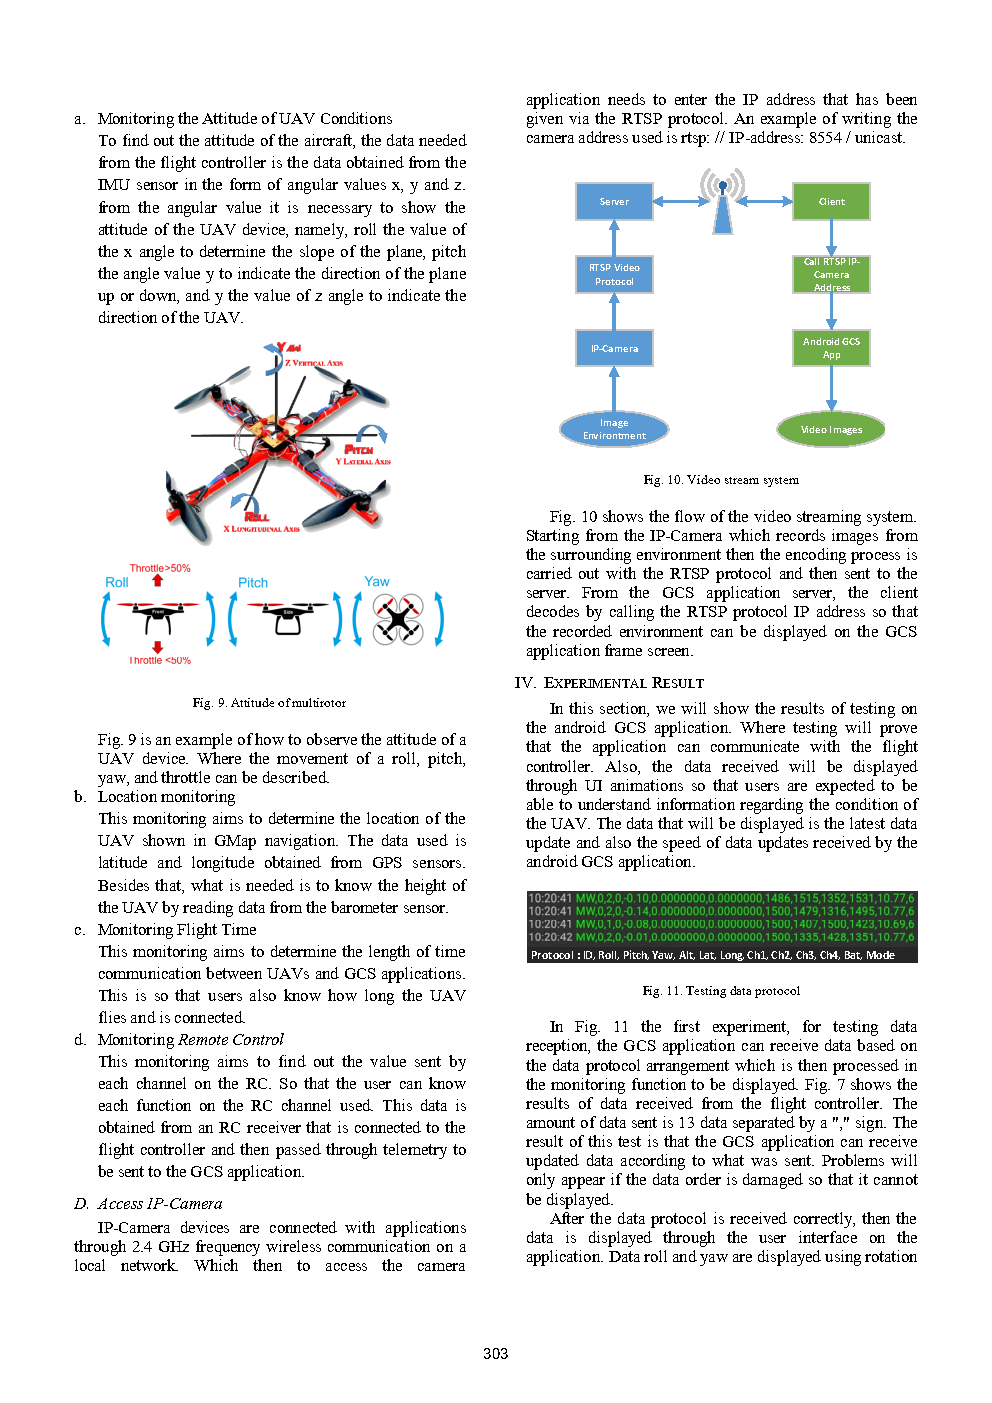 a. Monitoring the Attitude of UAV Conditions
To find out the attitude of the aircraft, the data needed
from the flight controller is the data obtained from the
IMU sensor in the form of angular values x, y and z.
from the angular value it is necessary to show the
attitude of the UAV device, namely, roll the value of
the x angle to determine the slope of the plane, pitch
the angle value y to indicate the direction of the plane
up or down, and y the value of z angle to indicate the
direction of the UAV.
YAW
Z VERTICAL AXIS
PITCH
Y LATERAL AXIS
ROLL
X LONGITUDINAL AXIS
Throttle>50%
Roll
Pitch
Yaw
Front
Side
Throttle <50%
Fig. 9. Attitude of multirotor
Fig. 9 is an example of how to observe the attitude of a
UAV device. Where the movement of a roll, pitch,
yaw, and throttle can be described.
b. Location monitoring
This monitoring aims to determine the location of the
UAV shown in GMap navigation. The data used is
latitude and longitude obtained from GPS sensors.
Besides that, what is needed is to know the height of
the UAV by reading data from the barometer sensor.
c. Monitoring Flight Time
This monitoring aims to determine the length of time
communication between UAVs and GCS applications.
This is so that users also know how long the UAV
flies and is connected.
d. Monitoring Remote Control
This monitoring aims to find out the value sent by
each channel on the RC. So that the user can know
each function on the RC channel used. This data is
obtained from an RC receiver that is connected to the
flight controller and then passed through telemetry to
be sent to the GCS application.
D. Access IP-Camera
IP-Camera devices are connected with applications
through 2.4 GHz frequency wireless communication on a
local network. Which then to access the camera
application needs to enter the IP address that has been
given via the RTSP protocol. An example of writing the
camera address used is rtsp: // IP-address: 8554 / unicast.
Server
Client
RTSP Video
Protocol
Call RTSP IP-
Camera
Address
IP-Camera
Android GCS
App
Image
Environtment
Video Images
Fig. 10. Video stream system
Fig. 10 shows the flow of the video streaming system.
Starting from the IP-Camera which records images from
the surrounding environment then the encoding process is
carried out with the RTSP protocol and then sent to the
server. From the GCS application server, the client
decodes by calling the RTSP protocol IP address so that
the recorded environment can be displayed on the GCS
application frame screen.
IV. EXPERIMENTAL RESULT
In this section, we will show the results of testing on
the android GCS application. Where testing will prove
that the application can communicate with the flight
controller. Also, the data received will be displayed
through UI animations so that users are expected to be
able to understand information regarding the condition of
the UAV. The data that will be displayed is the latest data
update and also the speed of data updates received by the
android GCS application.
10:20:41 MW,0,2,0,-0.10,0.0000000,0.0000000,1486,1515,1352,1531,10.77,6
10:20:41 MW,0,2,0,-0.14,0.0000000,0.0000000,1500,1479,1316,1495,10.77,6
10:20:41 MW,0,1,0,-0.08,0.0000000,0.0000000,1500,1407,1500,1423,10.69,6
10:20:42 MW,0,2,0,-0.01,0.0000000,0.0000000,1500,1335,1428,1351,10.77,6
Protocol : ID, Roll, Pitch, Yaw, Alt, Lat, Long, Ch1, Ch2, Ch3, Ch4, Bat, Mode
Fig. 11. Testing data protocol
In Fig. 11 the first experiment, for testing data
reception, the GCS application can receive data based on
the data protocol arrangement which is then processed in
the monitoring function to be displayed. Fig. 7 shows the
results of data received from the flight controller. The
amount of data sent is 13 data separated by a "," sign. The
result of this test is that the GCS application can receive
updated data according to what was sent. Problems will
only appear if the data order is damaged so that it cannot
be displayed.
After the data protocol is received correctly, then the
data is displayed through the user interface on the
application. Data roll and yaw are displayed using rotation
303